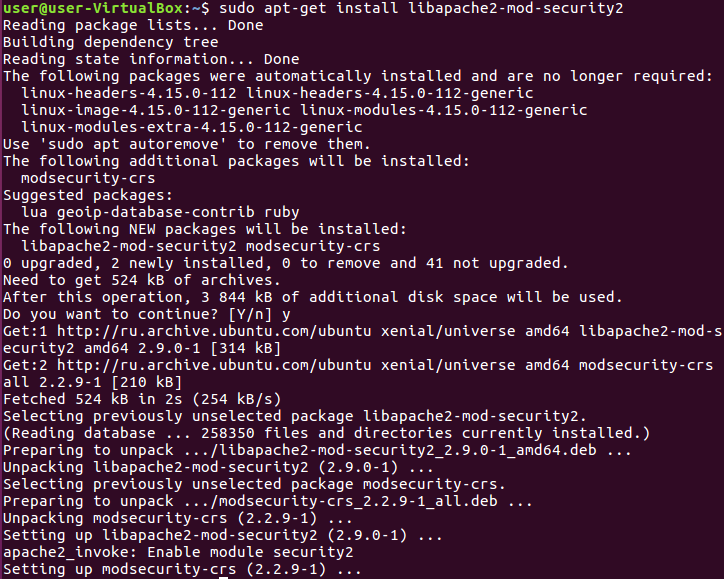 user@user-VirtualBox:~$ sudo apt-get install libapache2-mod-security2
Reading package lists... Done
Building dependency tree
Reading state information... Done
The following packages were automatically installed and are no longer required:
  linux-headers-4.15.0-112 linux-headers-4.15.0-112-generic
  linux-image-4.15.0-112-generic linux-modules-4.15.0-112-generic
  linux-modules-extra-4.15.0-112-generic
Use 'sudo apt autoremove' to remove them.
The following additional packages will be installed:
  modsecurity-crs
Suggested packages:
  lua geoip-database-contrib ruby
The following NEW packages will be installed:
  libapache2-mod-security2 modsecurity-crs
0 upgraded, 2 newly installed, 0 to remove and 41 not upgraded.
Need to get 524 kB of archives.
After this operation, 3 844 kB of additional disk space will be used.
Do you want to continue? [Y/n] y
Get:1 http://ru.archive.ubuntu.com/ubuntu xenial/universe amd64 libapache2-mod-s
ecurity2 amd64 2.9.0-1 [314 kB]
Get:2 http://ru.archive.ubuntu.com/ubuntu xenial/universe amd64 modsecurity-crs
all 2.2.9-1 [210 kB]
Fetched 524 kB in 2s (254 kB/s)
Selecting previously unselected package libapache2-mod-security2.
(Reading database ... 258350 files and directories currently installed.)
Preparing to unpack .../libapache2-mod-security2_2.9.0-1_amd64.deb ...
Unpacking libapache2-mod-security2 (2.9.0-1) ...
Selecting previously unselected package modsecurity-crs.
Preparing to unpack .../modsecurity-crs_2.2.9-1_all.deb ...
Unpacking modsecurity-crs (2.2.9-1) ...
Setting up libapache2-mod-security2 (2.9.0-1) ...
apache2_invoke: Enable module security2
Setting up modsecurity-crs (2.2.9-1) ...